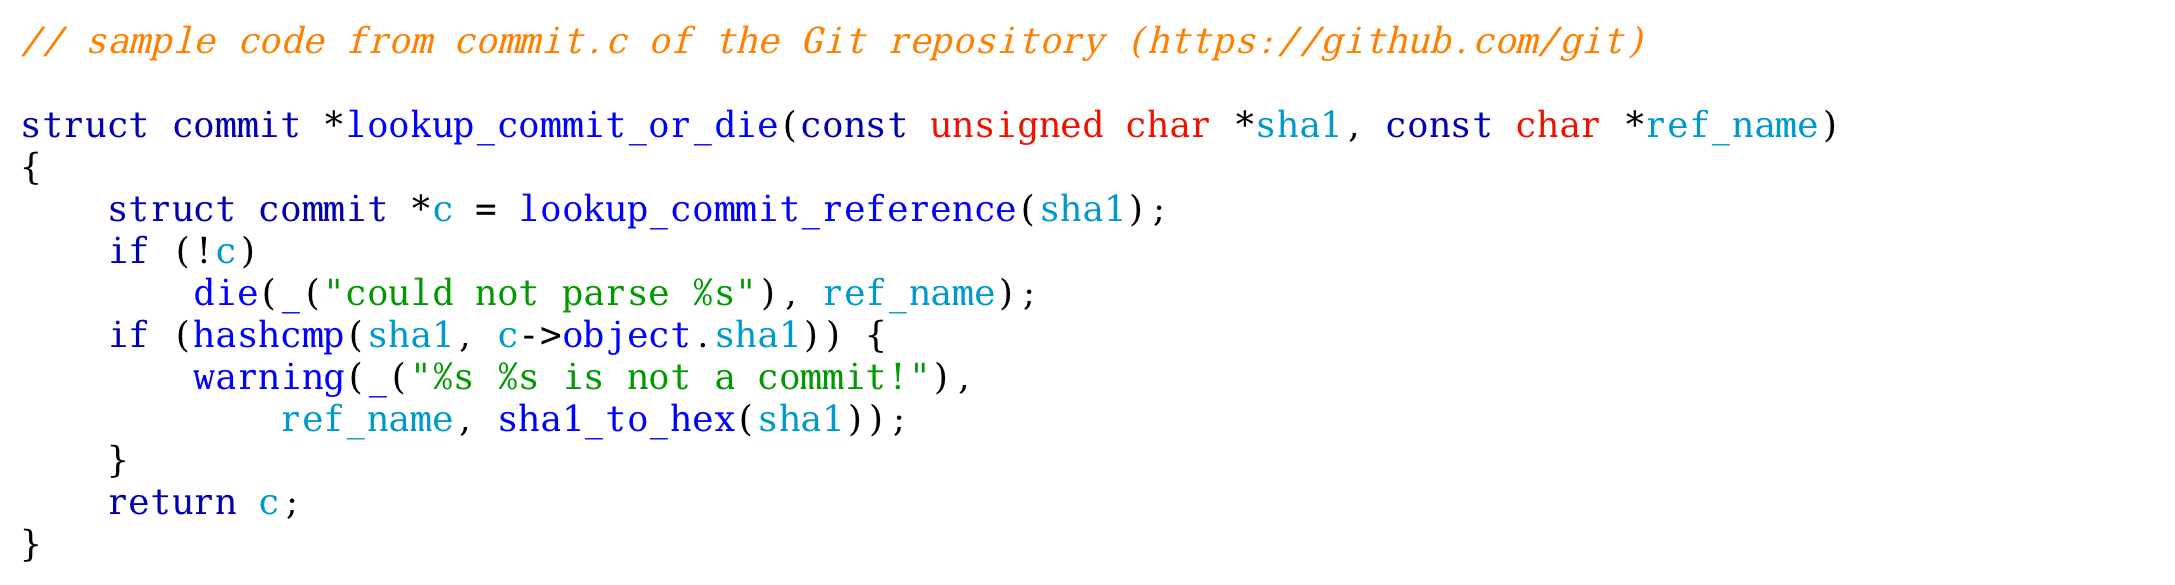 // sample code from commit.c of the Git repository (https://github.com/git)

struct commit *lookup_commit_or_die(const unsigned char *sha1, const char *ref_name)
{
    struct commit *c = lookup_commit_reference(sha1);
    if (!c)
        die(_("could not parse %s"), ref_name);
    if (hashcmp(sha1, c->object.sha1)) {
        warning(_("%s %s is not a commit!"),
            ref_name, sha1_to_hex(sha1));
    }
    return c;
}